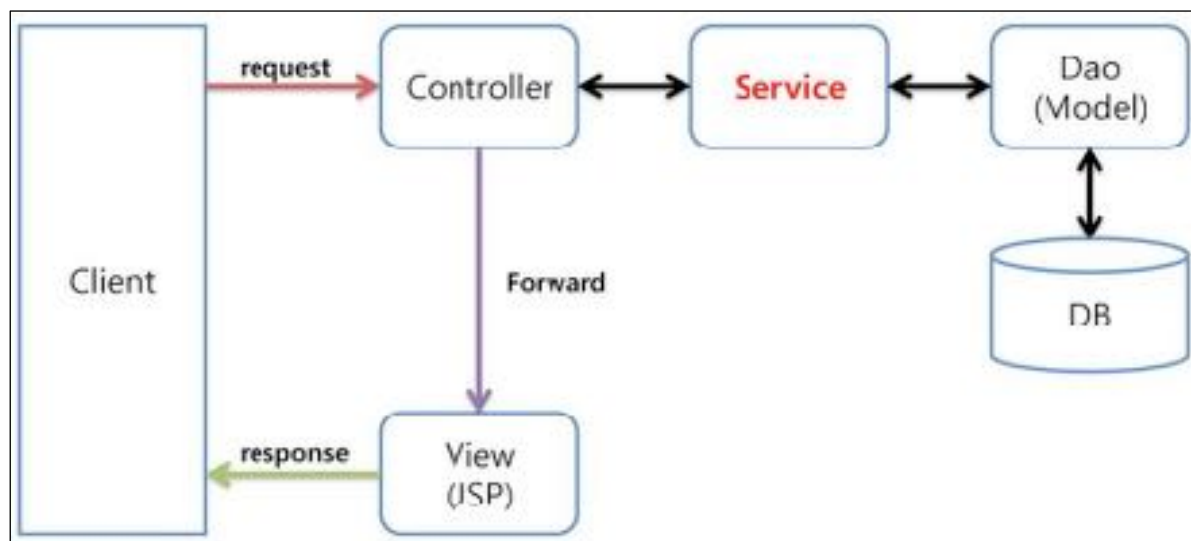 request
Controller
Service
Dao
(Model)
Client
Forward
DB
response
View
(JSP)